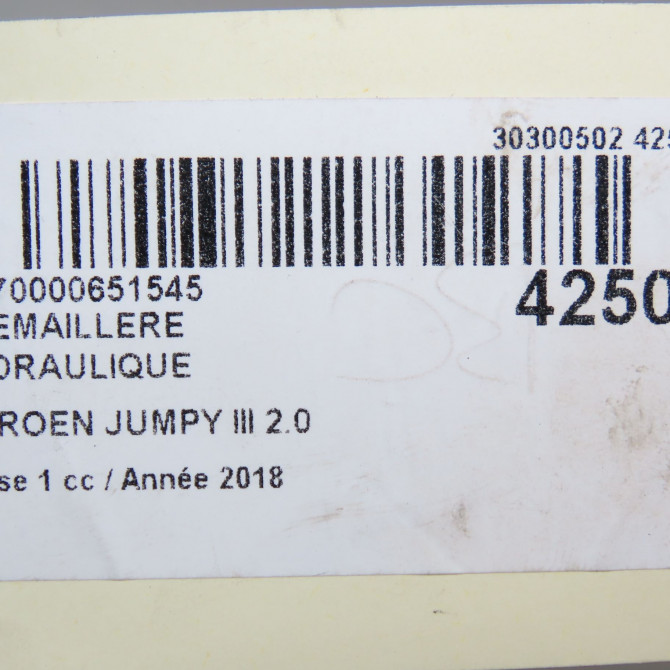 30300502 425
70000651545
4250
EMAILLERE
DRAULIQUE
ROEN JUMPY III 2.0
se 1 cc / Année 2018